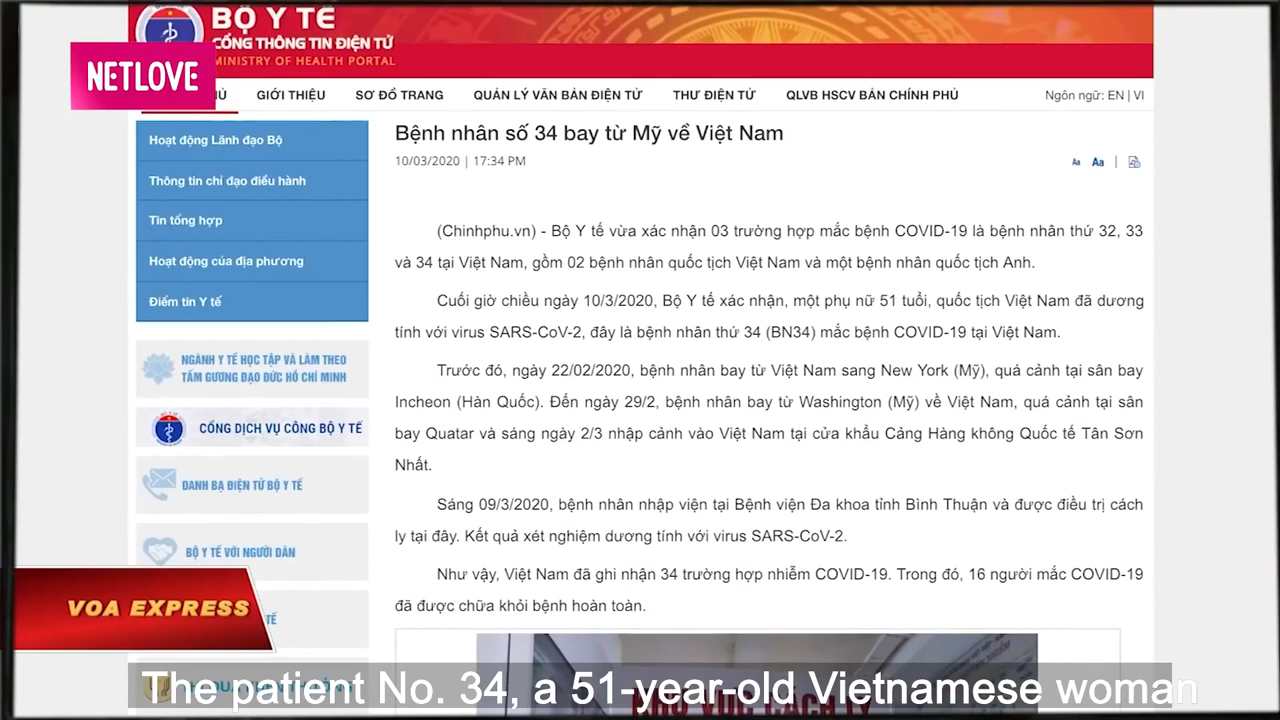 BỘ Y TẾ
CỔNG THÔNG TIN ĐIỆN TỬ
MINISTRY OF HEALTH PORTAL
NETLOVE
GIỚI THIỆU
SƠ ĐỒ TRANG
QUẢN LÝ VĂN BẢN ĐIỆN TỬ
THƯ ĐIỆN TỬ
QLVB HSCV BẢN CHÍNH PHỦ
Ngôn ngữ: EN | VI
Hoạt động Lãnh đạo Bộ
Thông tin chỉ đạo điều hành
Tin tổng hợp
Hoạt động của địa phương
Điểm tin Y tế
NGÀNH Y TẾ HỌC TẬP VÀ LÀM THEO
TẤM GƯƠNG ĐẠO ĐỨC HỒ CHÍ MINH
CỔNG DỊCH VỤ CÔNG BỘ Y TẾ
DANH BẠ ĐIỆN TỬ BỘ Y TẾ
BỘ Y TẾ VỚI NGƯỜI DÂN
TẾ
Bệnh nhân số 34 bay từ Mỹ về Việt Nam
10/03/2020 | 17:34 PM
Aa Aa |
(Chinhphu.vn) - Bộ Y tế vừa xác nhận 03 trường hợp mắc bệnh COVID-19 là bệnh nhân thứ 32, 33
và 34 tại Việt Nam, gồm 02 bệnh nhân quốc tịch Việt Nam và một bệnh nhân quốc tịch Anh.
Cuối giờ chiều ngày 10/3/2020, Bộ Y tế xác nhận, một phụ nữ 51 tuổi, quốc tịch Việt Nam đã dương
tính với virus SARS-CoV-2, đây là bệnh nhân thứ 34 (BN34) mắc bệnh COVID-19 tại Việt Nam.
Trước đó, ngày 22/02/2020, bệnh nhân bay từ Việt Nam sang New York (Mỹ), quá cảnh tại sân bay
Incheon (Hàn Quốc). Đến ngày 29/2, bệnh nhân bay từ Washington (Mỹ) về Việt Nam, quá cảnh tại sân
bay Quatar và sáng ngày 2/3 nhập cảnh vào Việt Nam tại cửa khẩu Cảng Hàng không Quốc tế Tân Sơn
Nhất.
Sáng 09/3/2020, bệnh nhân nhập viện tại Bệnh viện Đa khoa tỉnh Bình Thuận và được điều trị cách
ly tại đây. Kết quả xét nghiệm dương tính với virus SARS-CoV-2.
Như vậy, Việt Nam đã ghi nhận 34 trường hợp nhiễm COVID-19. Trong đó, 16 người mắc COVID-19
đã được chữa khỏi bệnh hoàn toàn.
VOA EXPRESS
The patient No. 34, a 51-year-old Vietnamese woman